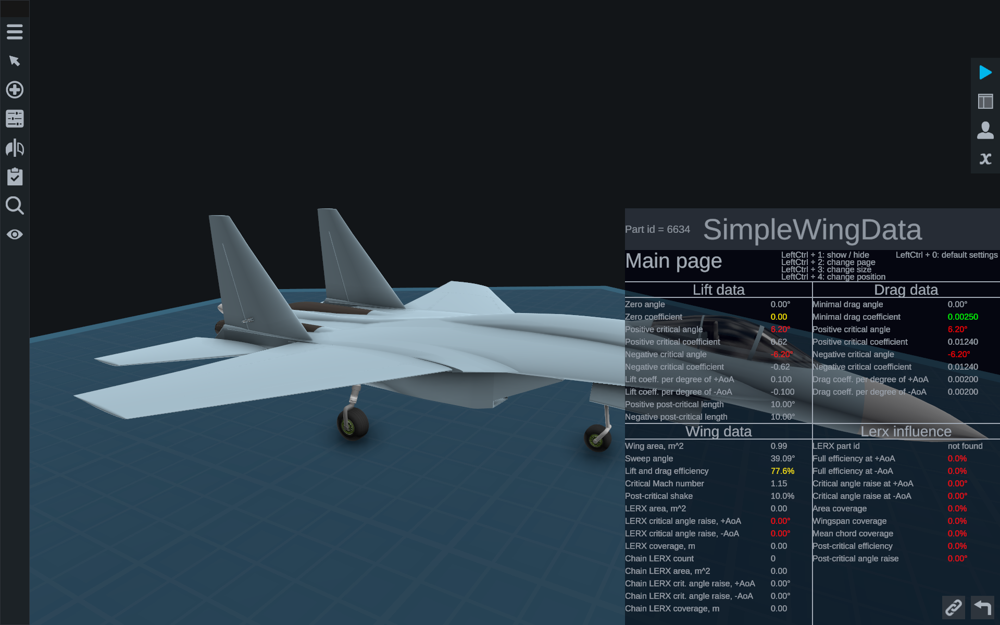 Part id = 6634 SimpleWingData
Main page
LeftCtrl + 1: show / hide LeftCtrl + 0: default settings
LeftCtrl + 2: change page
LeftCtrl + 3: change size
LeftCtrl + 4: change position
Lift data
Zero angle 0.00°
Zero coefficient 0.00
Positive critical angle 6.20°
Positive critical coefficient 0.62
Negative critical angle -6.20°
Negative critical coefficient -0.62
Lift coeff. per degree of +AoA 0.100
Lift coeff. per degree of -AoA -0.100
Positive post-critical length 10.00°
Negative post-critical length 10.00°
Drag data
Minimal drag angle 0.00°
Minimal drag coefficient 0.00250
Positive critical angle 6.20°
Positive critical coefficient 0.01240
Negative critical angle -6.20°
Negative critical coefficient 0.01240
Drag coeff. per degree of +AoA 0.00200
Drag coeff. per degree of -AoA 0.00200
Wing data
Wing area, m^2 0.99
Sweep angle 39.09°
Lift and drag efficiency 77.6%
Critical Mach number 1.15
Post-critical shake 10.0%
LERX area, m^2 0.00
LERX critical angle raise, +AoA 0.00°
LERX critical angle raise, -AoA 0.00°
LERX coverage, m 0.00
Chain LERX count 0
Chain LERX area, m^2 0.00
Chain LERX crit. angle raise, +AoA 0.00°
Chain LERX crit. angle raise, -AoA 0.00°
Chain LERX coverage, m 0.00
Lerx influence
LERX part id not found
Full efficiency at +AoA 0.0%
Full efficiency at -AoA 0.0%
Critical angle raise at +AoA 0.00°
Critical angle raise at -AoA 0.00°
Area coverage 0.0%
Wingspan coverage 0.0%
Mean chord coverage 0.0%
Post-critical efficiency 0.0%
Post-critical angle raise 0.00°